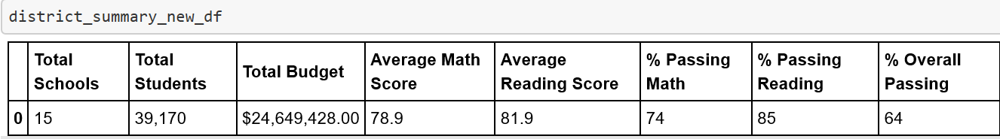 district_summary_new_df
Total Schools Total Students Total Budget Average Math Score Average Reading Score % Passing Math % Passing Reading % Overall Passing
0 15 39,170 $24,649,428.00 78.9 81.9 74 85 64